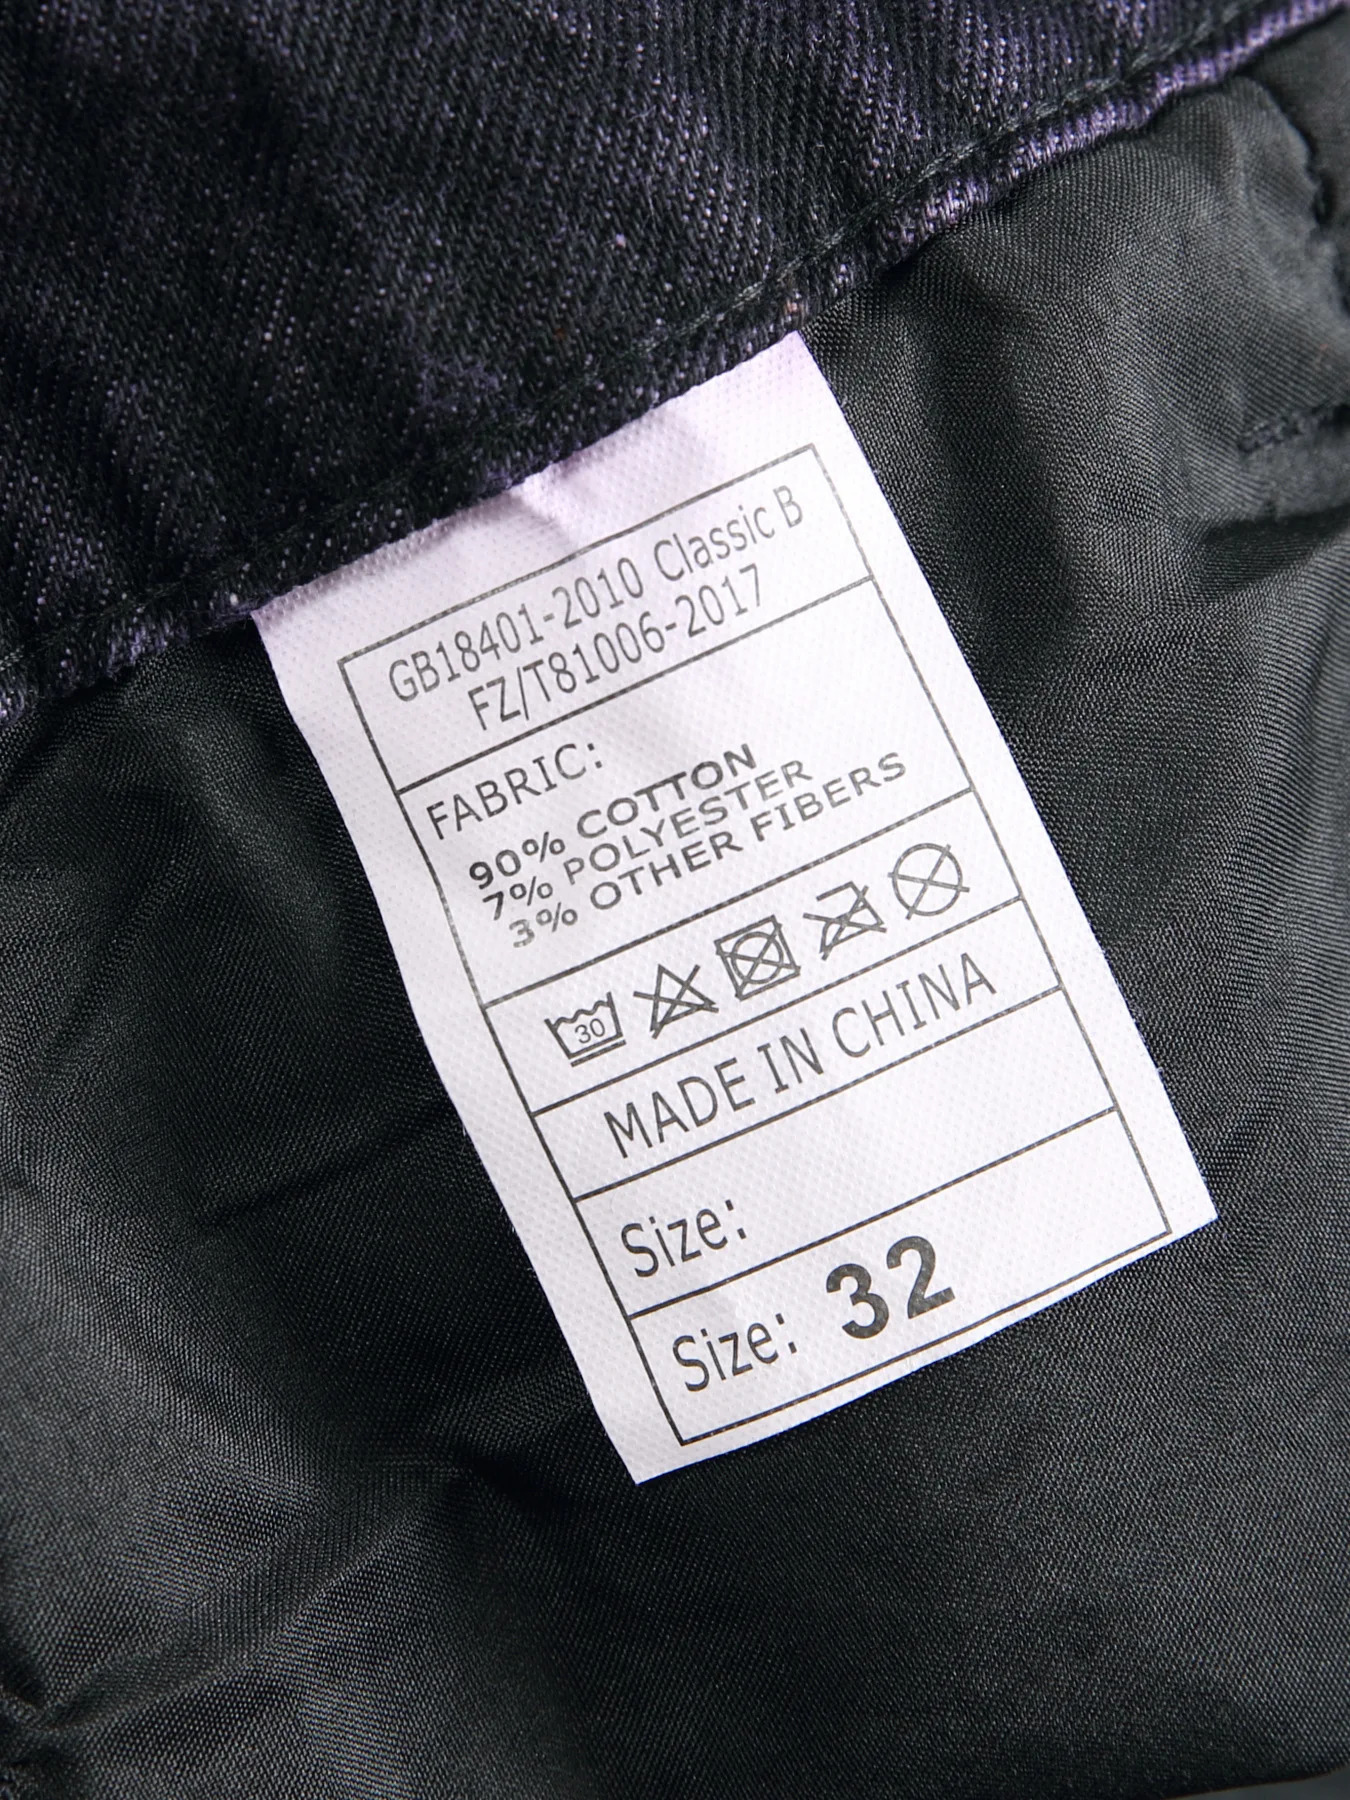 GB18401-2010 Classic B
FZ/T81006-2017
FABRIC:
90% COTTON
7% POLYESTER
3% OTHER FIBERS
30
MADE IN CHINA
Size:
Size: 32